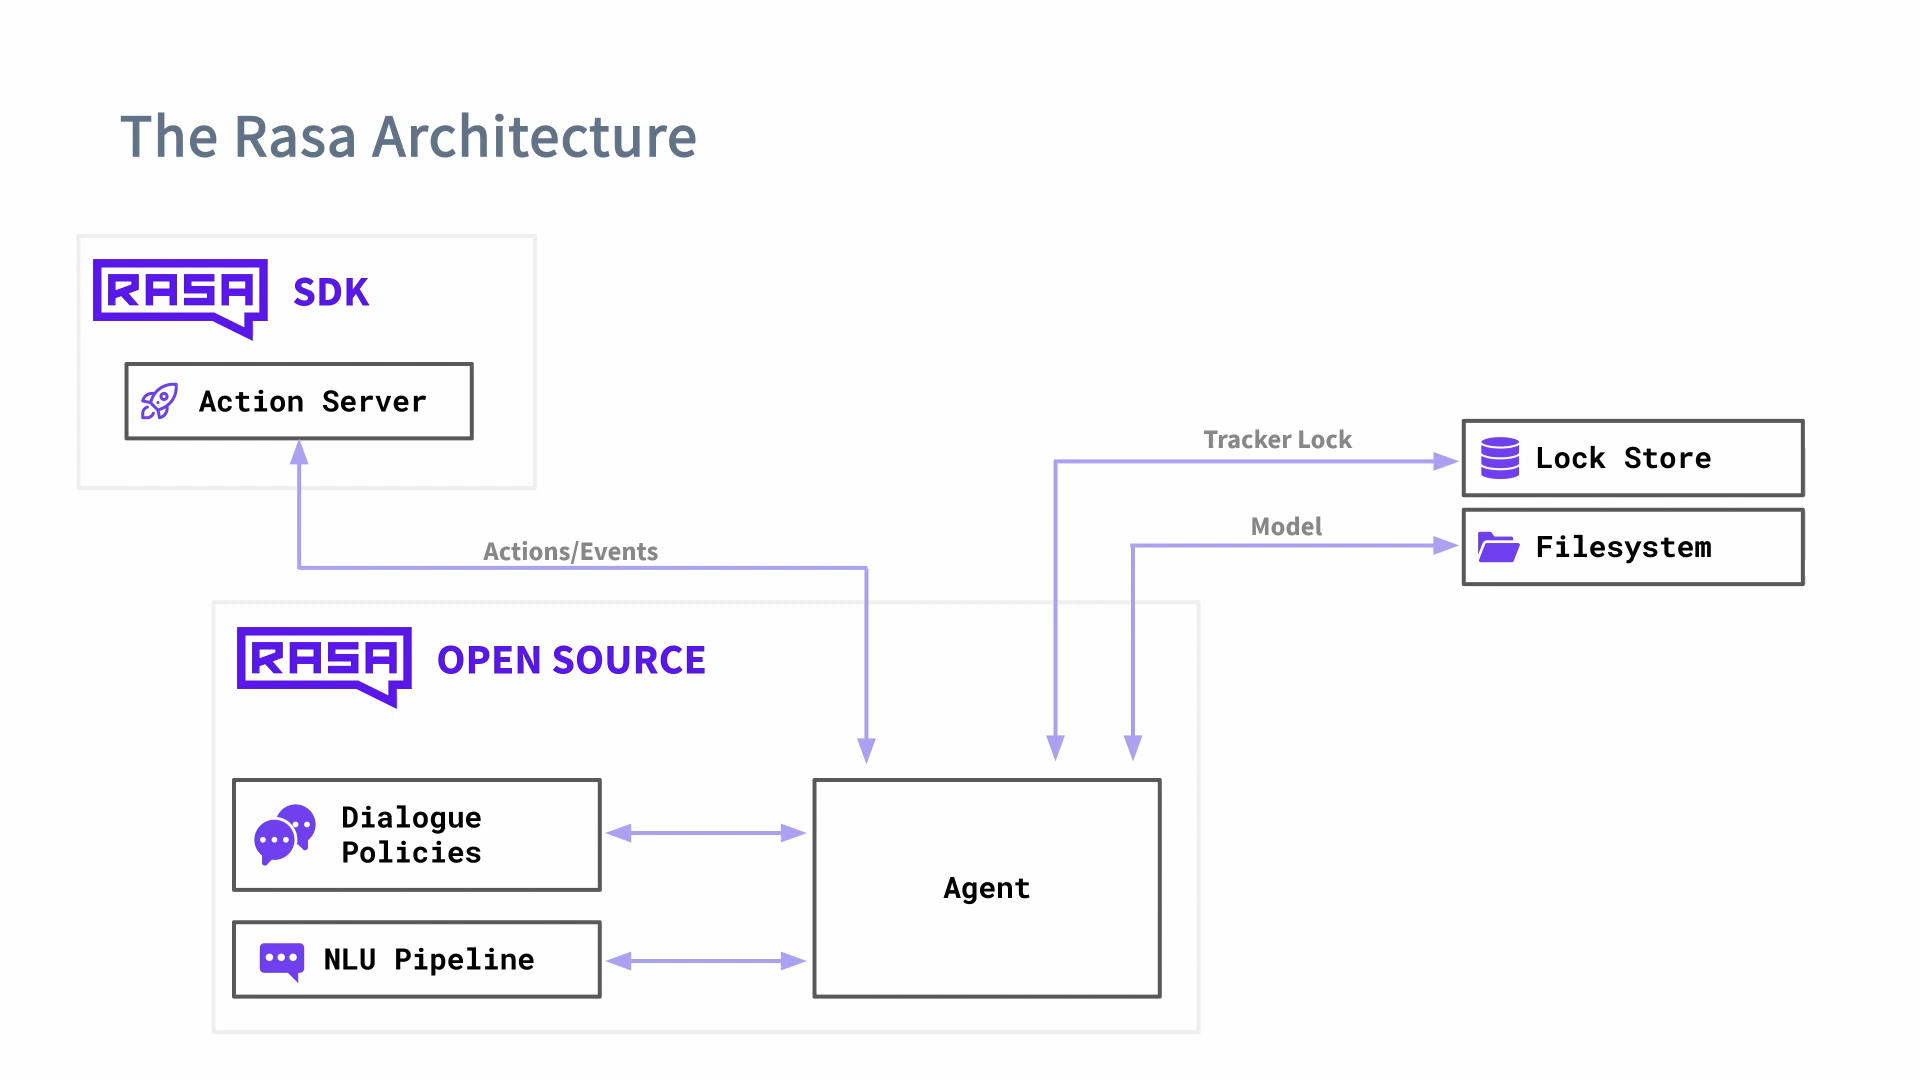 The Rasa Architecture
RASA SDK
Action Server
Actions/Events
Tracker Lock
Lock Store
Model
Filesystem
RASA OPEN SOURCE
Dialogue
Policies
NLU Pipeline
Agent